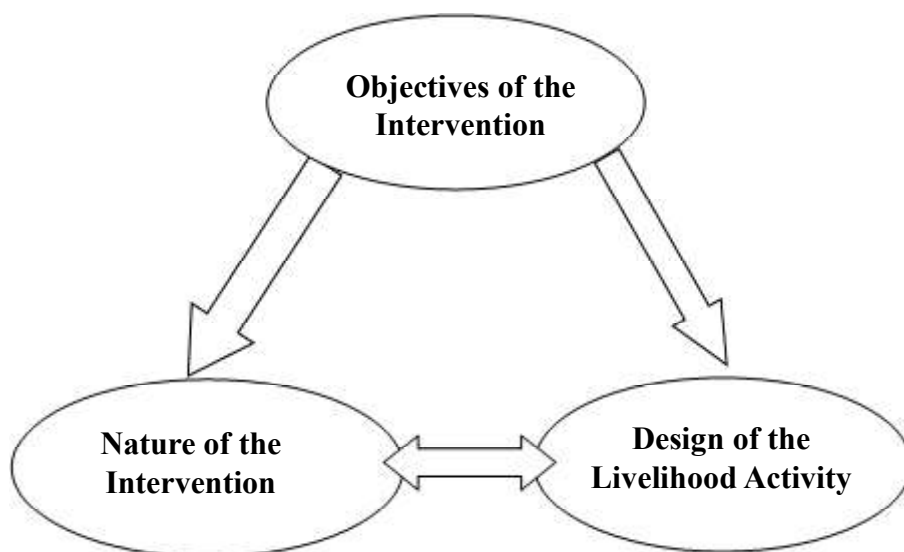 Objectives of the
Intervention
Nature of the
Intervention
Design of the
Livelihood Activity